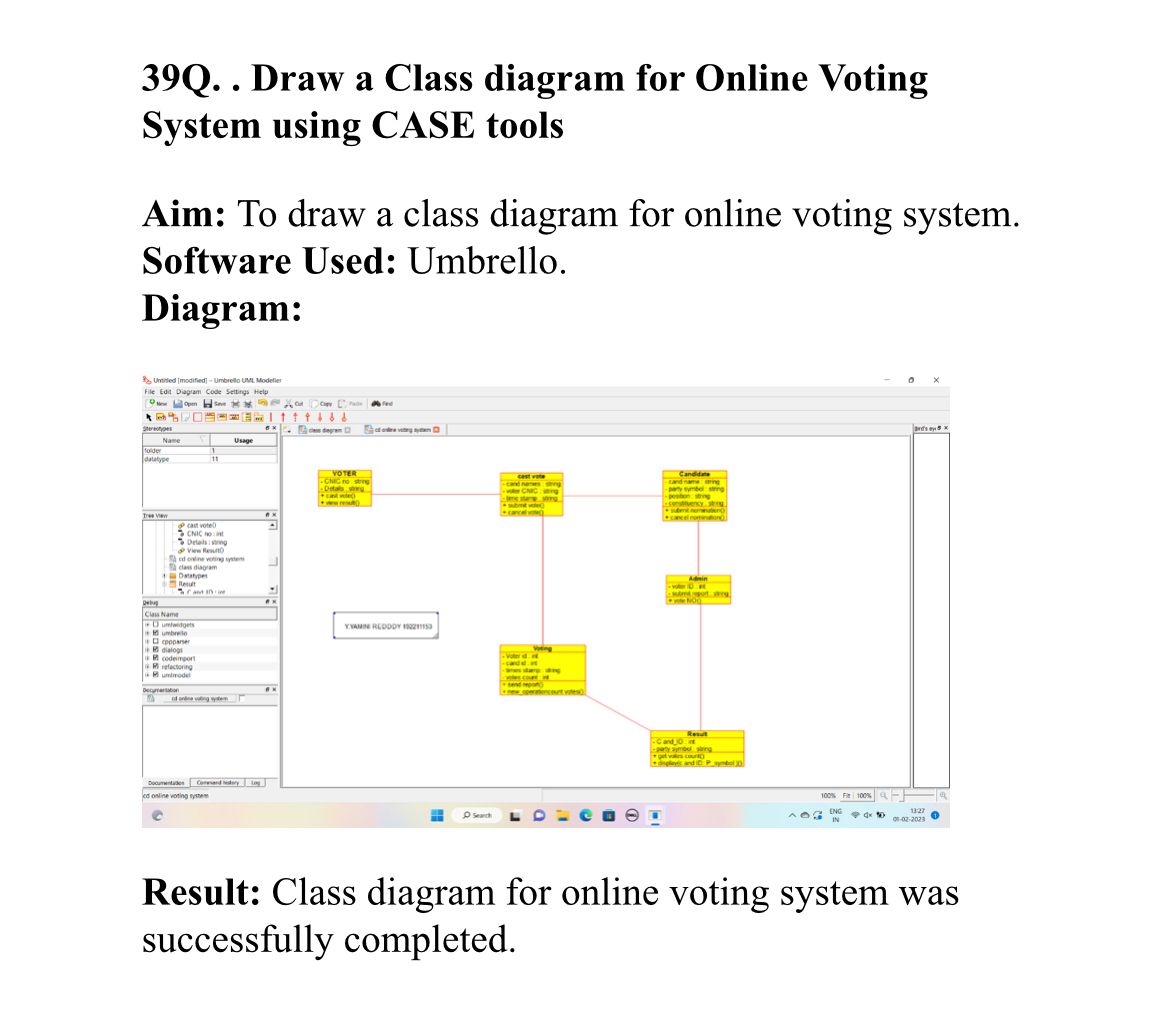 39Q. . Draw a Class diagram for Online Voting
System using CASE tools
Aim: To draw a class diagram for online voting system.
Software Used: Umbrello.
Diagram:
Untitled [modified] – Umbrello UML Modeller
File Edit Diagram Code Settings Help
New Open Save Cut Copy Paste Find
Stereotypes
class diagram cd online voting system
Bird's eye
Name Usage
folder 1
datatype 11
Tree View
cast vote()
CNIC no : int
Details : string
View Result()
cd online voting system
class diagram
Datatypes
Result
C and ID : int
Debug
Class Name
umlwidgets
umbrello
cppparser
dialogs
codeimport
refactoring
umlmodel
Documentation
cd online voting system
Documentation Command history Log
VOTER
- CNIC no : string
- Details : string
+ cast vote()
+ view result()
cast vote
- cand names : string
- voter CNIC : string
- time stamp : string
+ submit vote()
+ cancel vote()
Candidate
- cand name : string
- party symbol : string
- position : string
- constituency : string
+ submit nomination()
+ cancel nomination()
Admin
- voter ID : int
- submit report : string
+ vote NO()
Y.YAMINI REDDDY 192211153
Voting
- Voter id : int
- cand id : int
- times stamp : string
- votes count : int
+ send report()
+ new_operationcount votes()
Result
- C and_ID : int
- party symbol : string
+ get votes count()
+ display(c and ID: P_symbol )()
cd online voting system
100% Fit 100%
Search
ENG
IN
13:27
01-02-2023
Result: Class diagram for online voting system was
successfully completed.